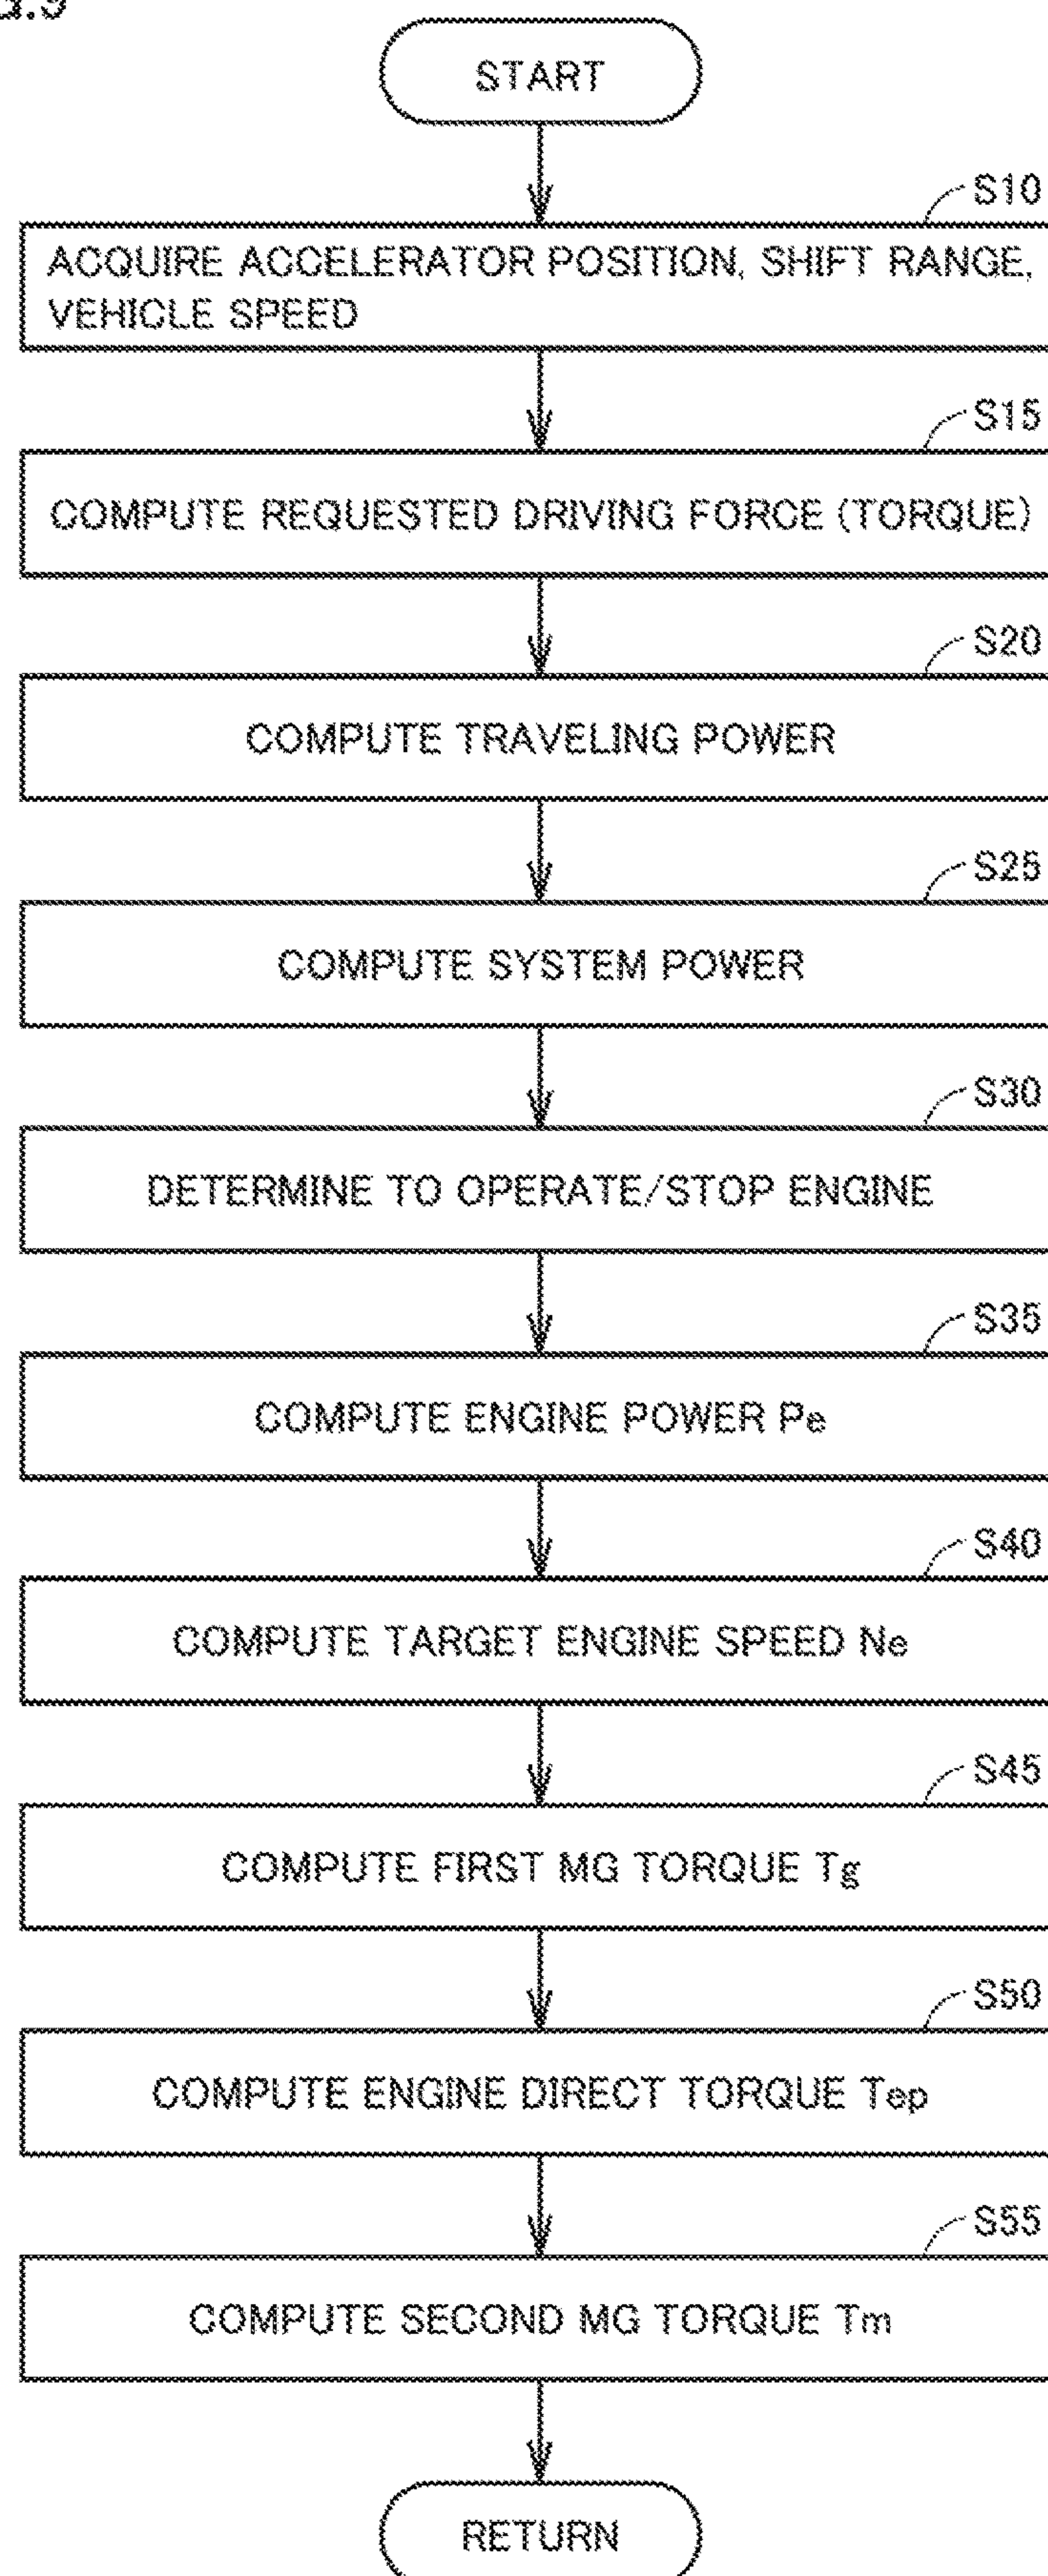 START
S10
ACQUIRE ACCELERATOR POSITION, SHIFT RANGE,
VEHICLE SPEED
S15
COMPUTE REQUESTED DRIVING FORCE (TORQUE)
S20
COMPUTE TRAVELING POWER
S25
COMPUTE SYSTEM POWER
S30
DETERMINE TO OPERATE/STOP ENGINE
S35
COMPUTE ENGINE POWER Pe
S40
COMPUTE TARGET ENGINE SPEED Ne
S45
COMPUTE FIRST MG TORQUE Tg
S50
COMPUTE ENGINE DIRECT TORQUE Tep
S55
COMPUTE SECOND MG TORQUE Tm
RETURN